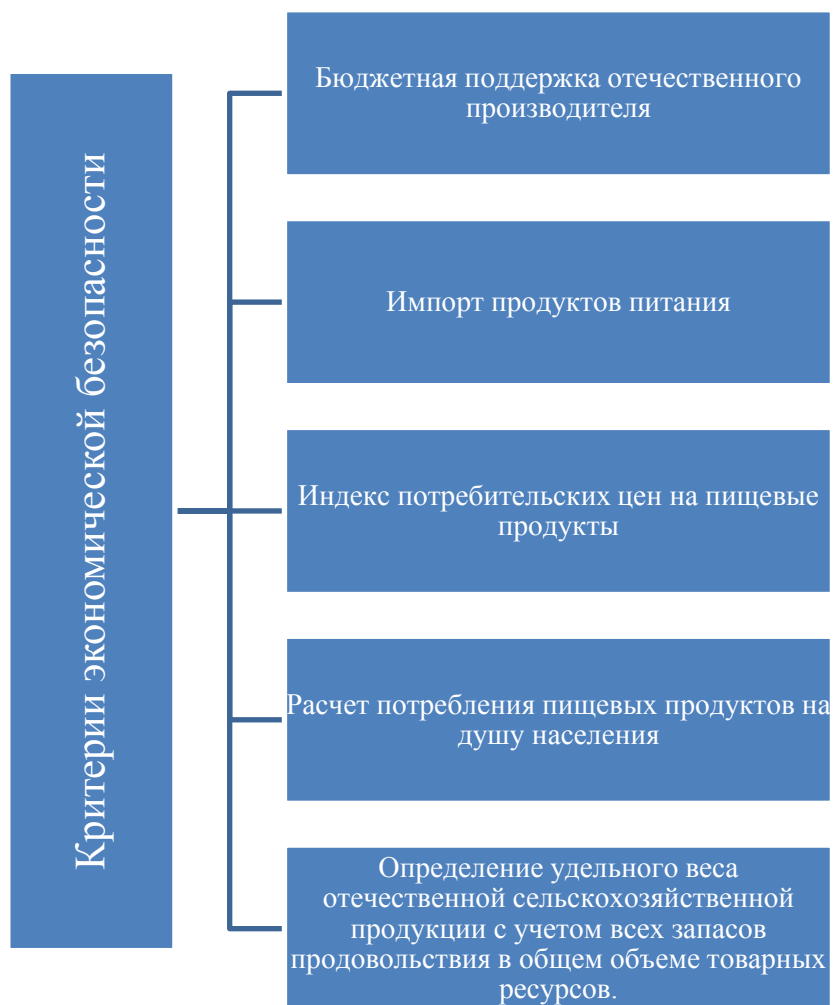 Критерии экономической безопасности
Бюджетная поддержка отечественного
производителя
Импорт продуктов питания
Индекс потребительских цен на пищевые
продукты
Расчет потребления пищевых продуктов на
душу населения
Определение удельного веса
отечественной сельскохозяйственной
продукции с учетом всех запасов
продовольствия в общем объеме товарных
ресурсов.